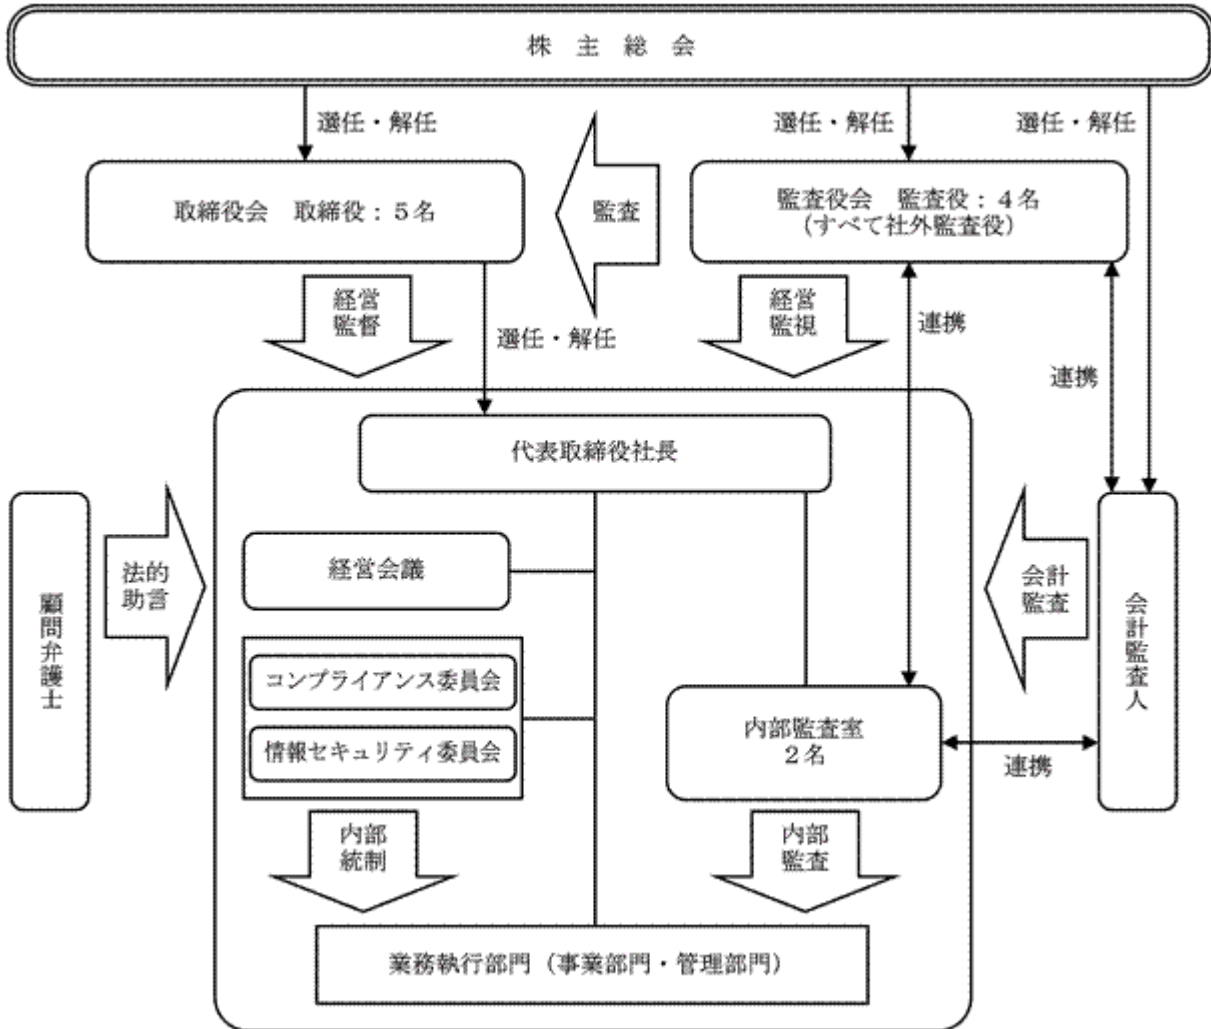 株 主 総 会
選任・解任
選任・解任
選任・解任
取締役会 取締役：5名
監査
監査役会 監査役：4名
（すべて社外監査役）
経営
監督
選任・解任
経営
監視
連携
連携
代表取締役社長
顧問弁護士
法的
助言
経営会議
会計
監査
会計監査人
コンプライアンス委員会
情報セキュリティ委員会
内部監査室
2名
連携
内部
統制
内部
監査
業務執行部門（事業部門・管理部門）